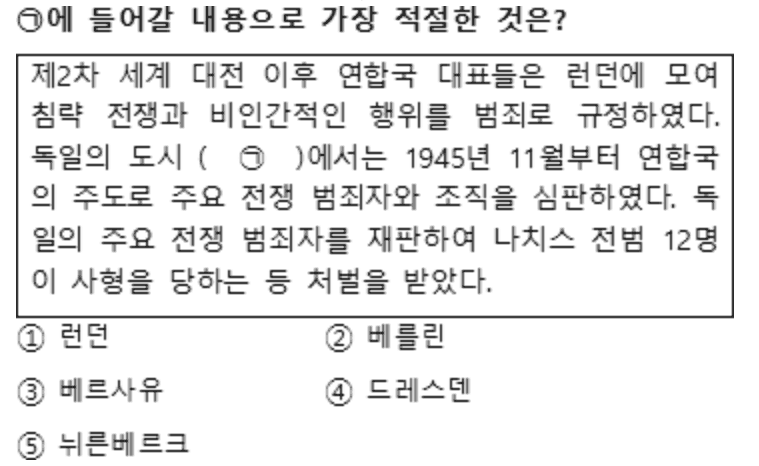 ㉠에 들어갈 내용으로 가장 적절한 것은?
제2차 세계 대전 이후 연합국 대표들은 런던에 모여
침략 전쟁과 비인간적인 행위를 범죄로 규정하였다.
독일의 도시 ( ㉠ )에서는 1945년 11월부터 연합국
의 주도로 주요 전쟁 범죄자와 조직을 심판하였다. 독
일의 주요 전쟁 범죄자를 재판하여 나치스 전범 12명
이 사형을 당하는 등 처벌을 받았다.
① 런던 ② 베를린
③ 베르사유 ④ 드레스덴
⑤ 뉘른베르크